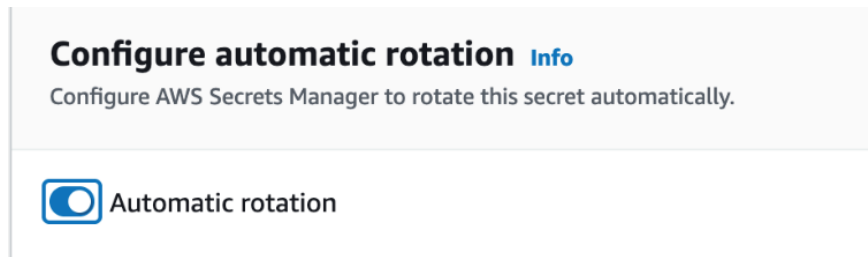 Configure automatic rotation Info
Configure AWS Secrets Manager to rotate this secret automatically.
Automatic rotation